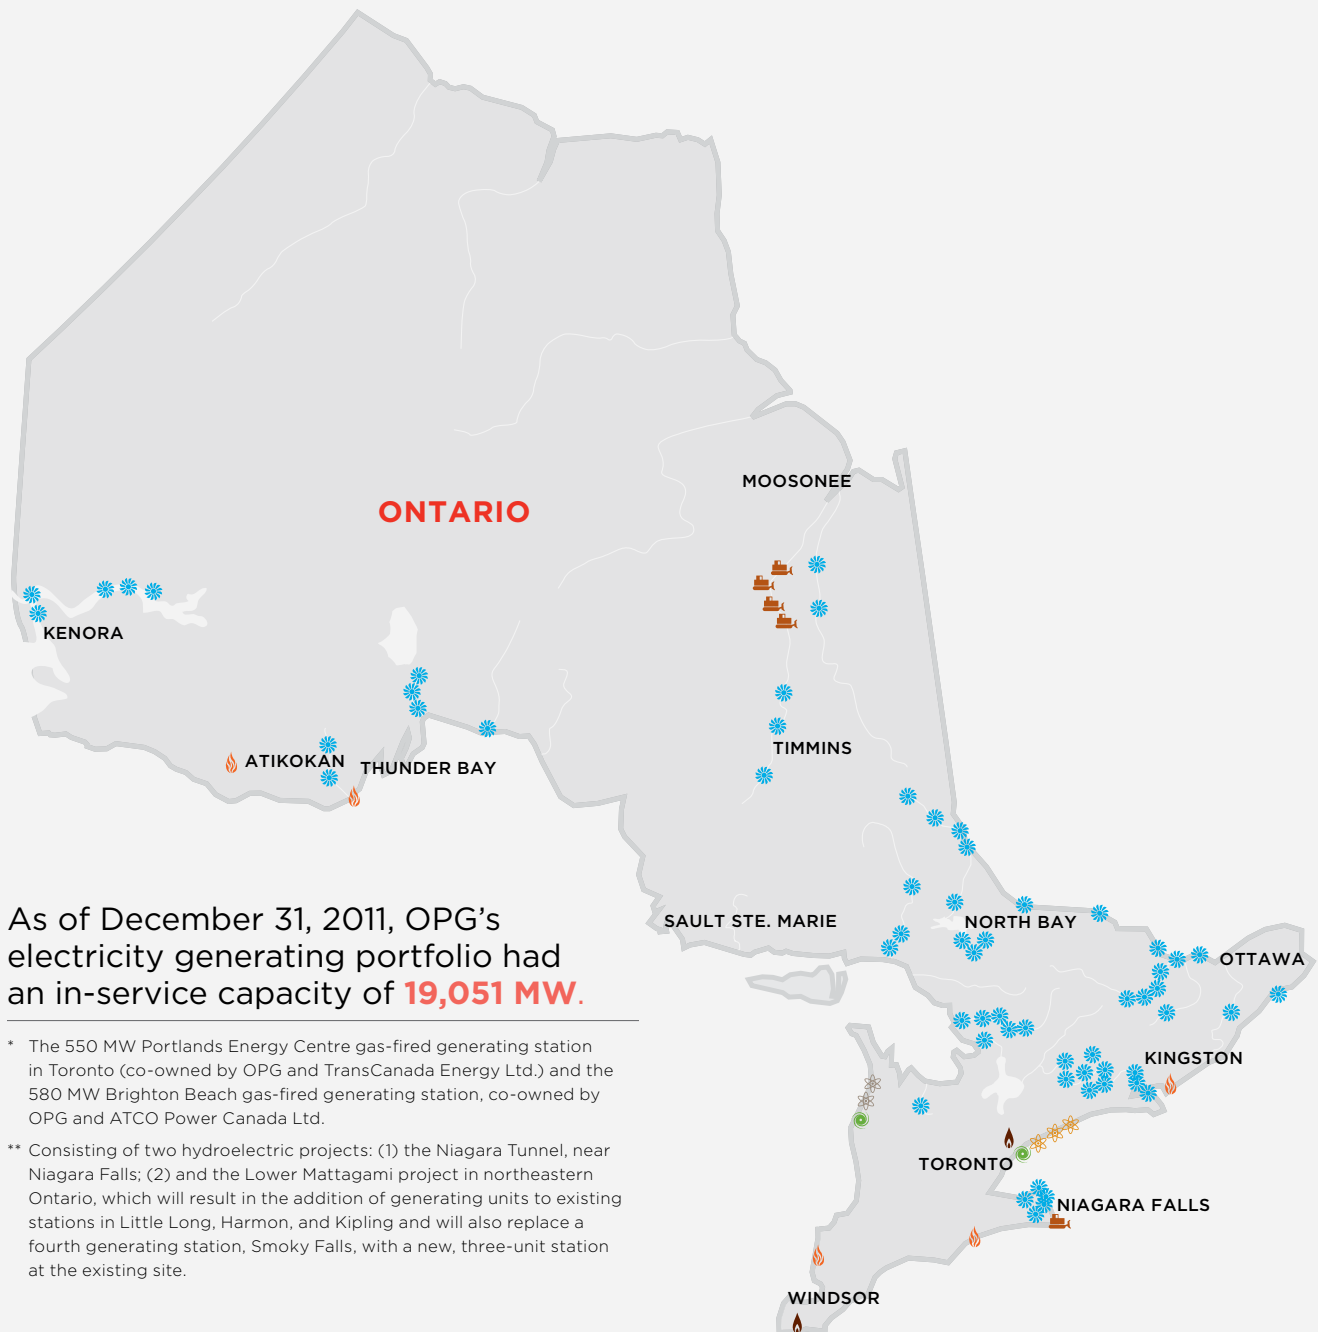 MOOSONEE
ONTARIO
KENORA
TIMMINS
ATIKOKAN
THUNDER BAY
As of December 31, 2011, OPG’s
electricity generating portfolio had
an in-service capacity of 19,051 MW.
SAULT STE. MARIE
NORTH BAY
OTTAWA
* The 550 MW Portlands Energy Centre gas-fired generating station
in Toronto (co-owned by OPG and TransCanada Energy Ltd.) and the
580 MW Brighton Beach gas-fired generating station, co-owned by
OPG and ATCO Power Canada Ltd.
** Consisting of two hydroelectric projects: (1) the Niagara Tunnel, near
Niagara Falls; (2) and the Lower Mattagami project in northeastern
Ontario, which will result in the addition of generating units to existing
stations in Little Long, Harmon, and Kipling and will also replace a
fourth generating station, Smoky Falls, with a new, three-unit station
at the existing site.
KINGSTON
TORONTO
NIAGARA FALLS
WINDSOR